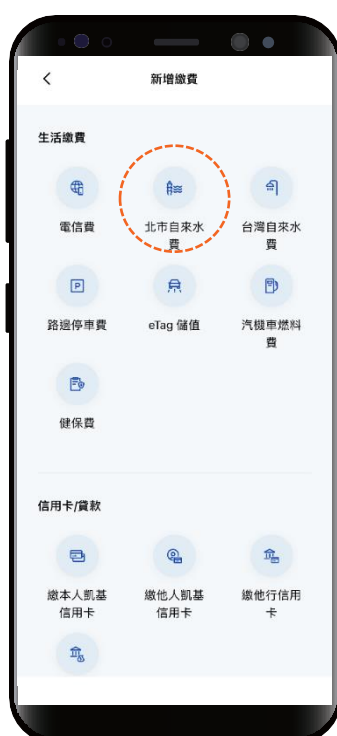 新增繳費
生活繳費
電信費
北市自來水
費
台灣自來水
費
路邊停車費
eTag 儲值
汽機車燃料
費
健保費
信用卡/貸款
繳本人凱基
信用卡
繳他人凱基
信用卡
繳他行信用
卡